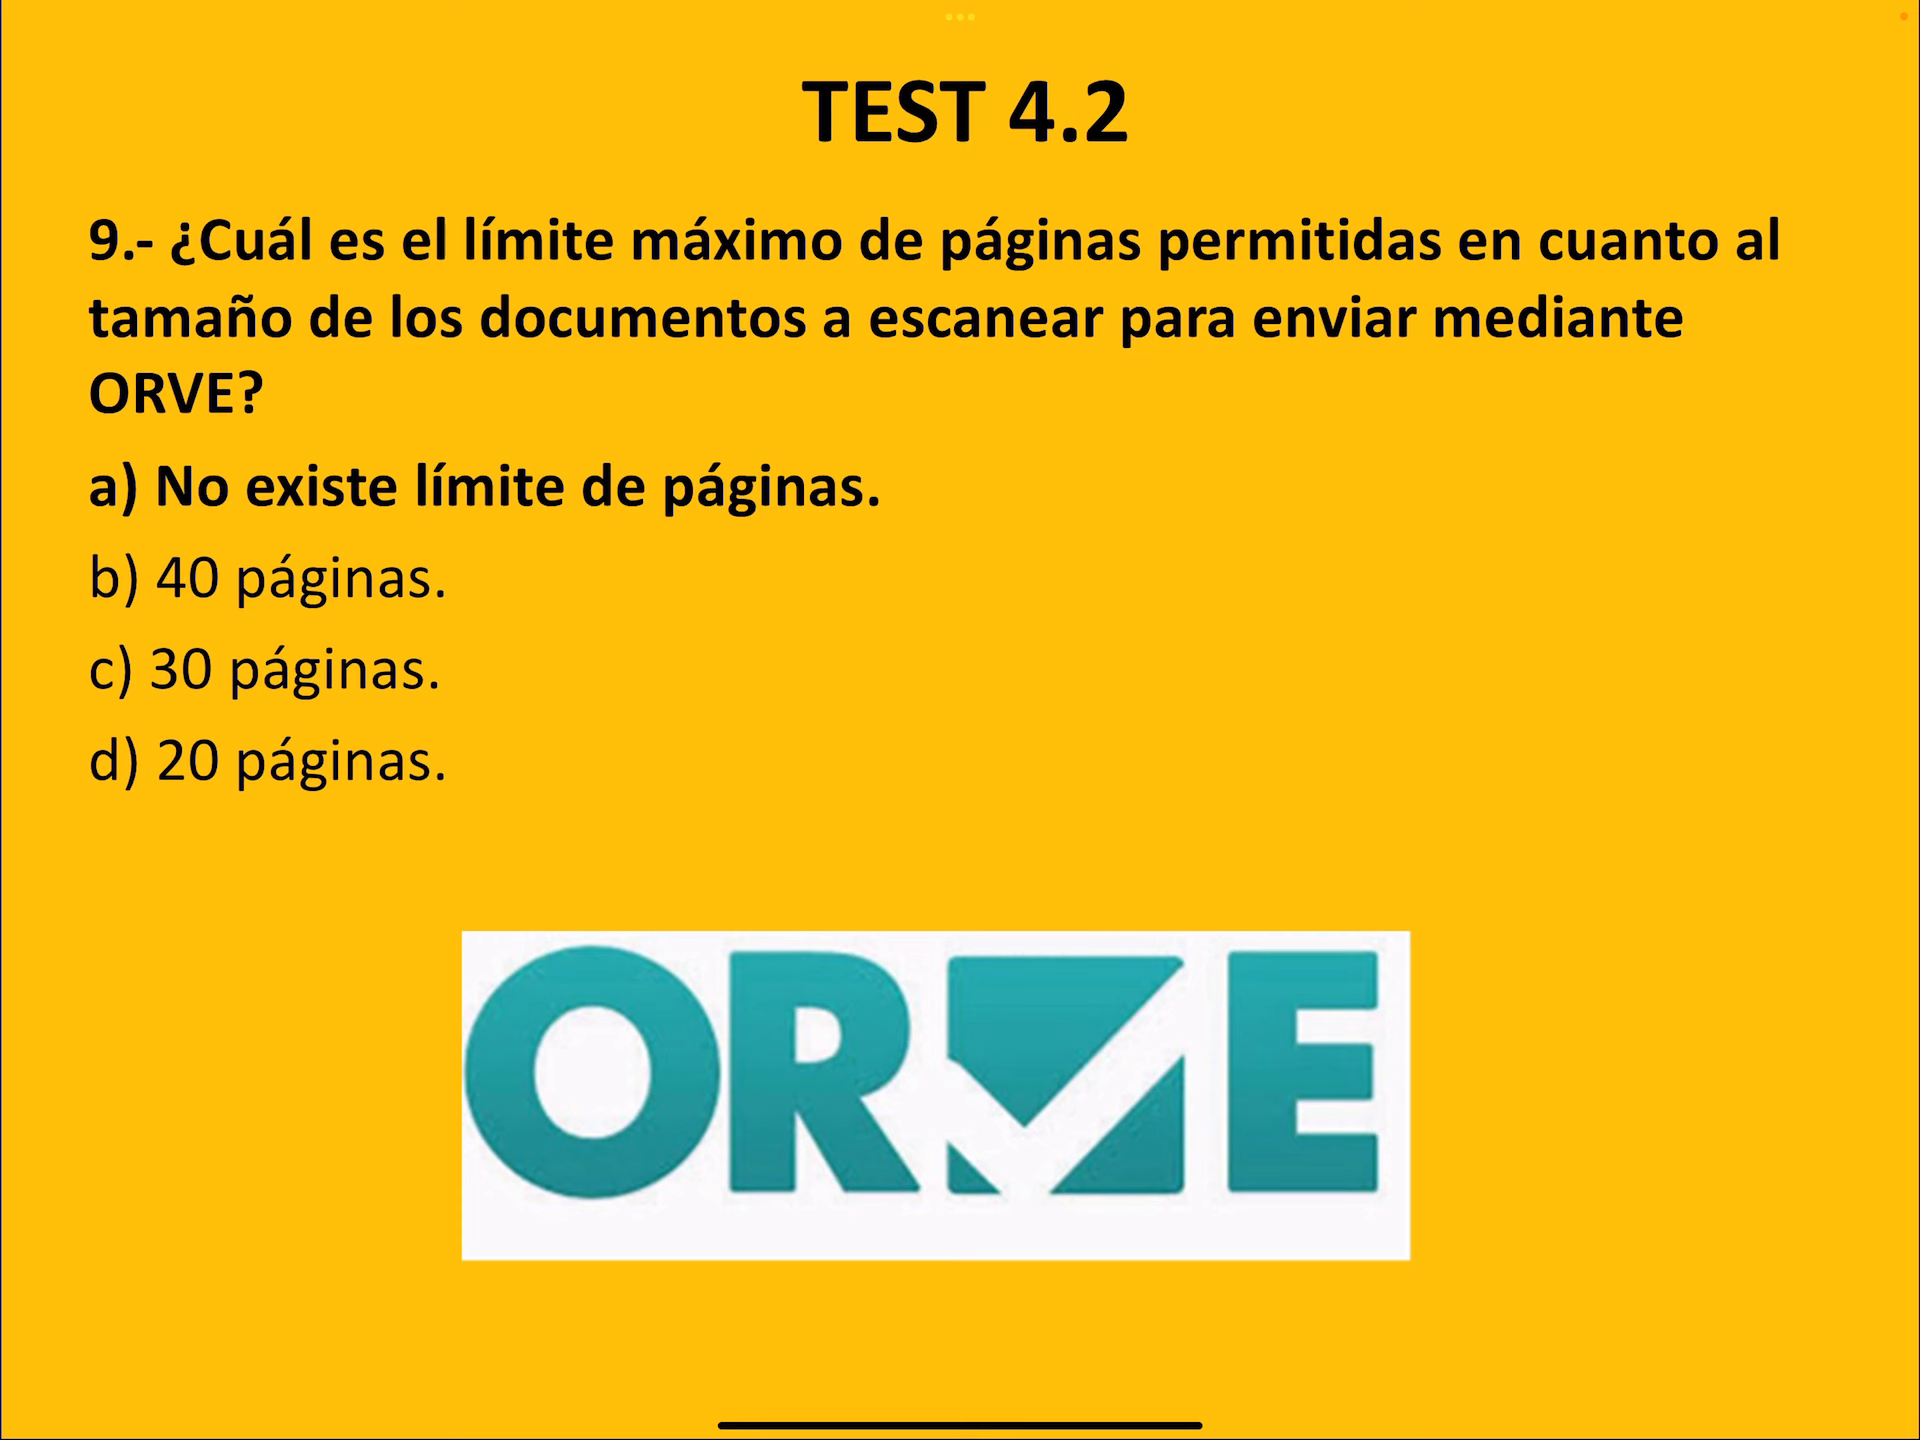 TEST 4.2
9.- ¿Cuál es el límite máximo de páginas permitidas en cuanto al
tamaño de los documentos a escanear para enviar mediante
ORVE?
a) No existe límite de páginas.
b) 40 páginas.
c) 30 páginas.
d) 20 páginas.
ORVE